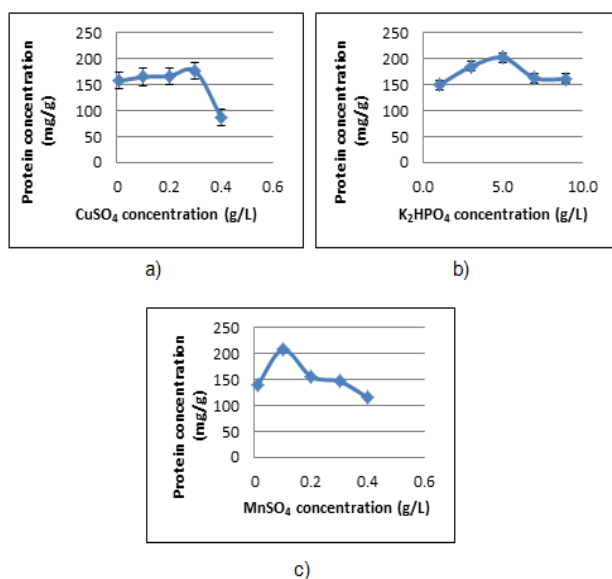 Protein concentration
(mg/g)
250
200
150
100
50
0
0 0.2 0.4 0.6
CuSO₄ concentration (g/L)
a)
Protein concentration
(mg/g)
250
200
150
100
50
0
0.0 5.0 10.0
K₂HPO₄ concentration (g/L)
b)
Protein concentration
(mg/g)
250
200
150
100
50
0
0 0.2 0.4 0.6
MnSO₄ concentration (g/L)
c)